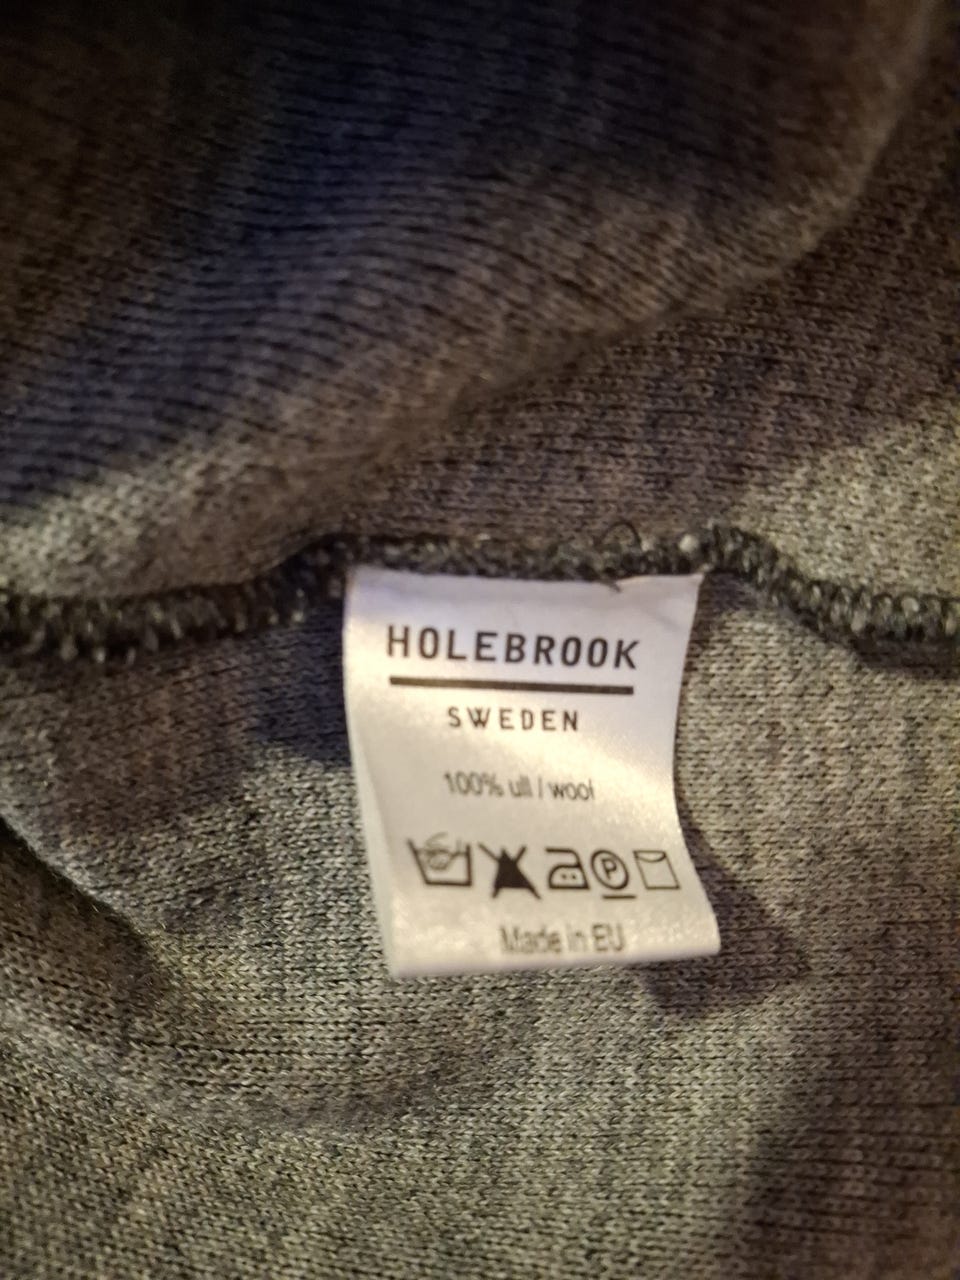 HOLEBROOK
SWEDEN
100% ull / wool
P
Made in EU